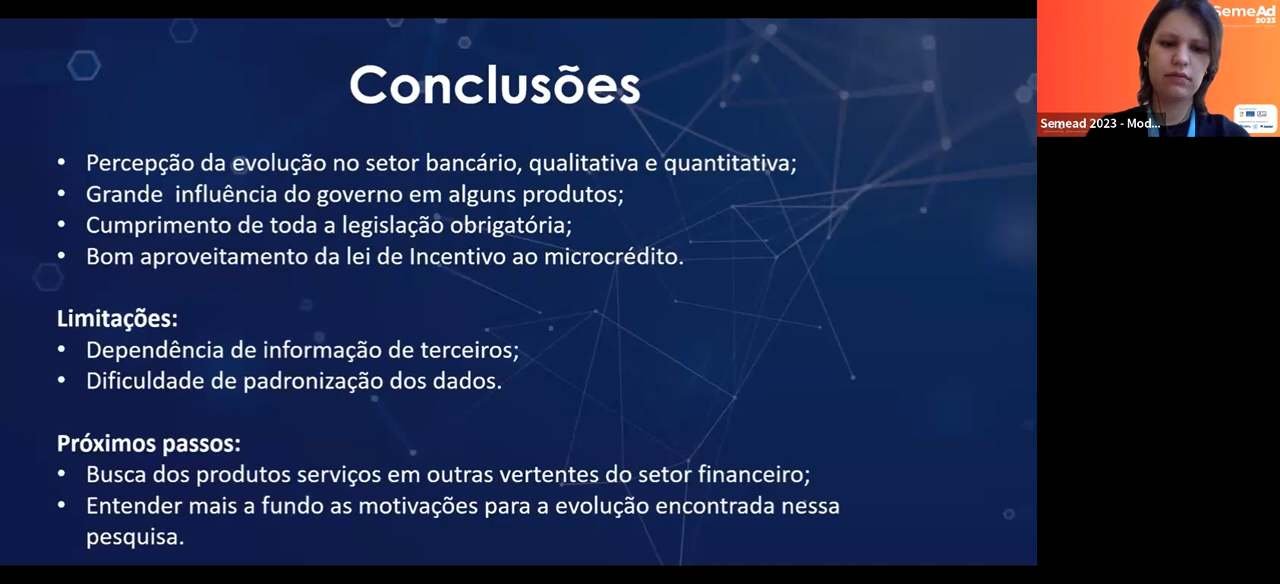 Conclusões
• Percepção da evolução no setor bancário, qualitativa e quantitativa;
• Grande influência do governo em alguns produtos;
• Cumprimento de toda a legislação obrigatória;
• Bom aproveitamento da lei de Incentivo ao microcrédito.
Limitações:
• Dependência de informação de terceiros;
• Dificuldade de padronização dos dados.
Próximos passos:
• Busca dos produtos serviços em outras vertentes do setor financeiro;
• Entender mais a fundo as motivações para a evolução encontrada nessa
pesquisa.
SemeAd
2023
Semead 2023 - Mod...